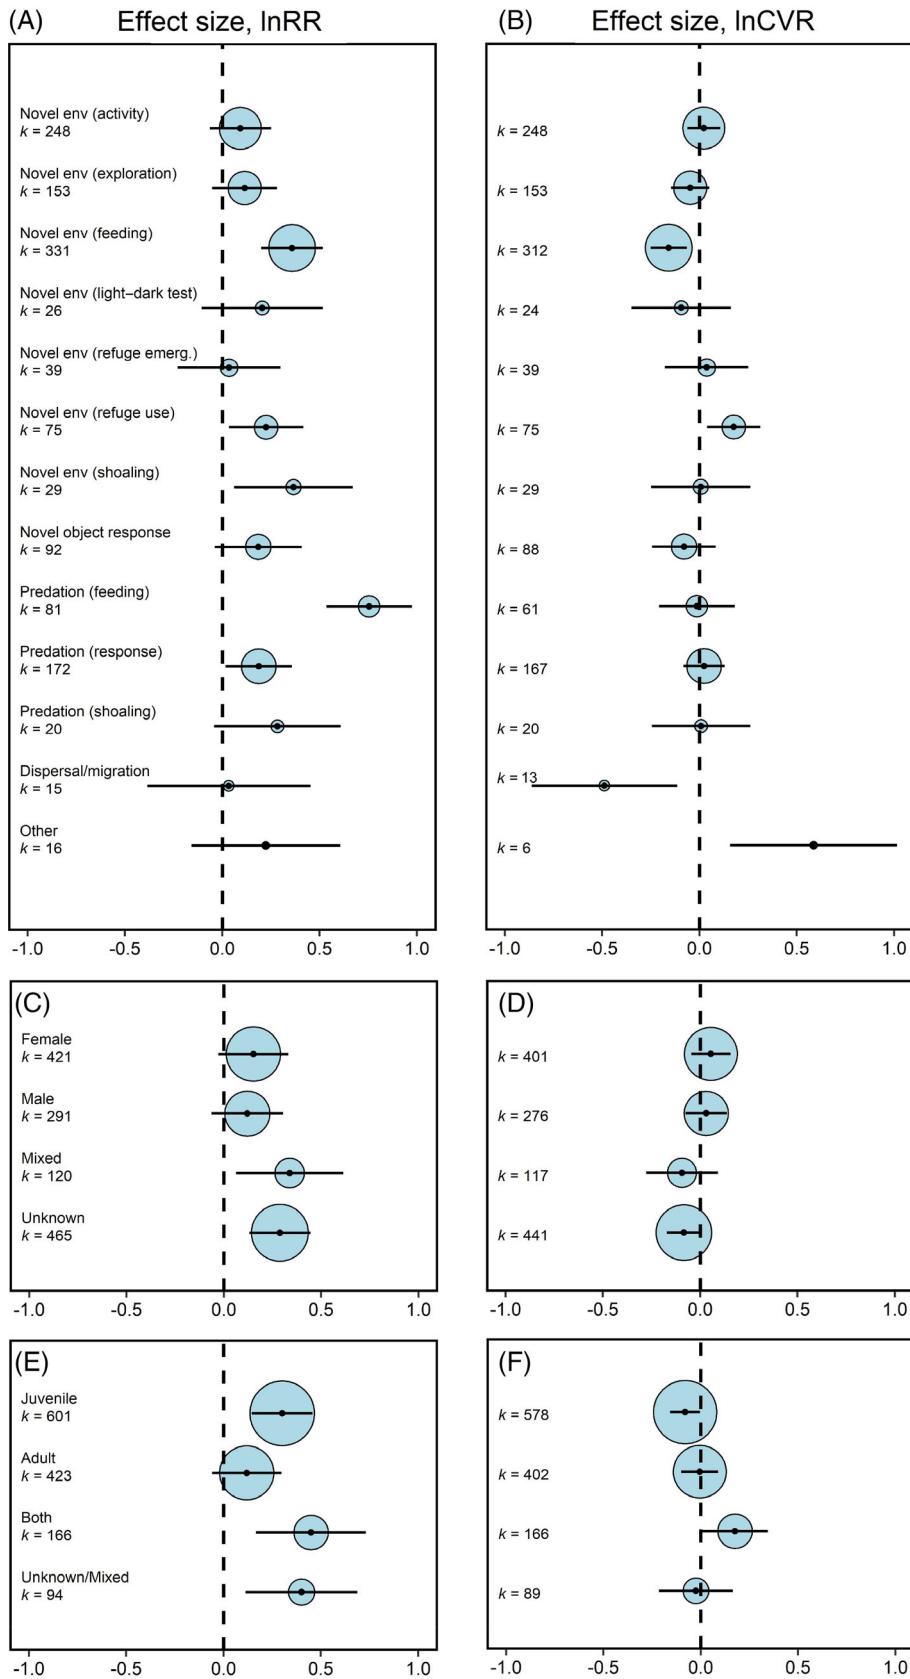 (A) Effect size, lnRR
Novel env (activity)
k = 248
Novel env (exploration)
k = 153
Novel env (feeding)
k = 331
Novel env (light–dark test)
k = 26
Novel env (refuge emerg.)
k = 39
Novel env (refuge use)
k = 75
Novel env (shoaling)
k = 29
Novel object response
k = 92
Predation (feeding)
k = 81
Predation (response)
k = 172
Predation (shoaling)
k = 20
Dispersal/migration
k = 15
Other
k = 16
-1.0 -0.5 0.0 0.5 1.0
(B) Effect size, lnCVR
k = 248
k = 153
k = 312
k = 24
k = 39
k = 75
k = 29
k = 88
k = 61
k = 167
k = 20
k = 13
k = 6
-1.0 -0.5 0.0 0.5 1.0
(C)
Female
k = 421
Male
k = 291
Mixed
k = 120
Unknown
k = 465
-1.0 -0.5 0.0 0.5 1.0
(D)
k = 401
k = 276
k = 117
k = 441
-1.0 -0.5 0.0 0.5 1.0
(E)
Juvenile
k = 601
Adult
k = 423
Both
k = 166
Unknown/Mixed
k = 94
-1.0 -0.5 0.0 0.5 1.0
(F)
k = 578
k = 402
k = 166
k = 89
-1.0 -0.5 0.0 0.5 1.0